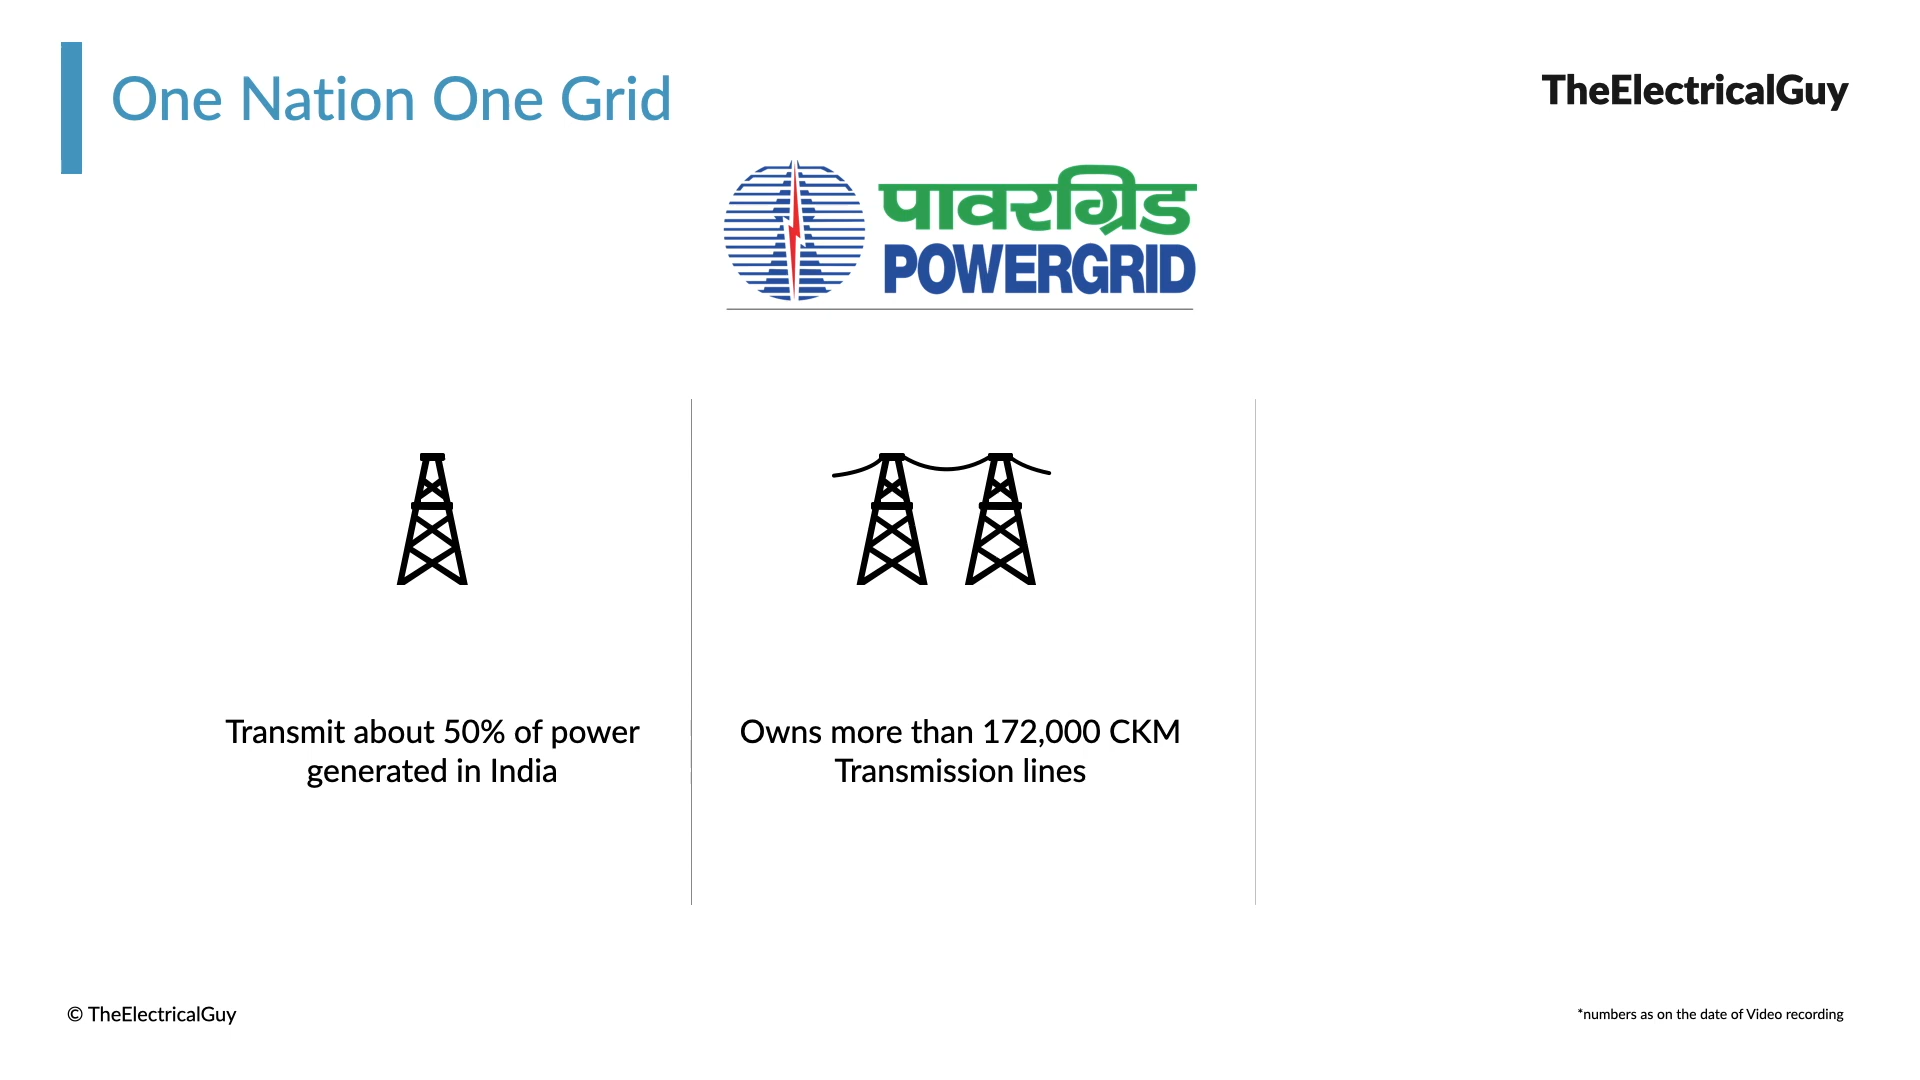 One Nation One Grid
TheElectricalGuy
पावरग्रिड
POWERGRID
Transmit about 50% of power
generated in India
Owns more than 172,000 CKM
Transmission lines
© TheElectricalGuy
*numbers as on the date of Video recording